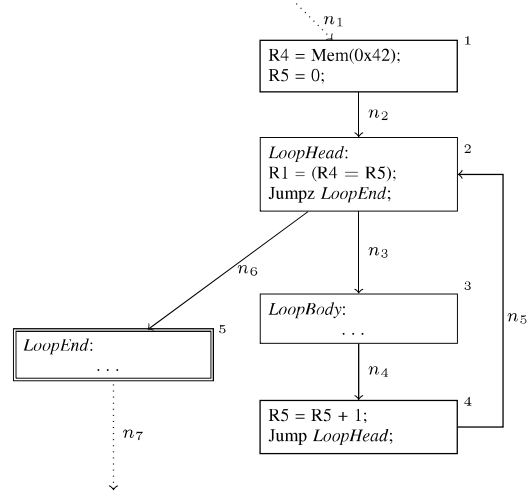 n1
1
R4 = Mem(0x42);
R5 = 0;
n2
2
LoopHead:
R1 = (R4 = R5);
Jumpz LoopEnd;
n6
n3
3
LoopBody:
...
n5
5
LoopEnd:
...
n4
4
R5 = R5 + 1;
Jump LoopHead;
n7